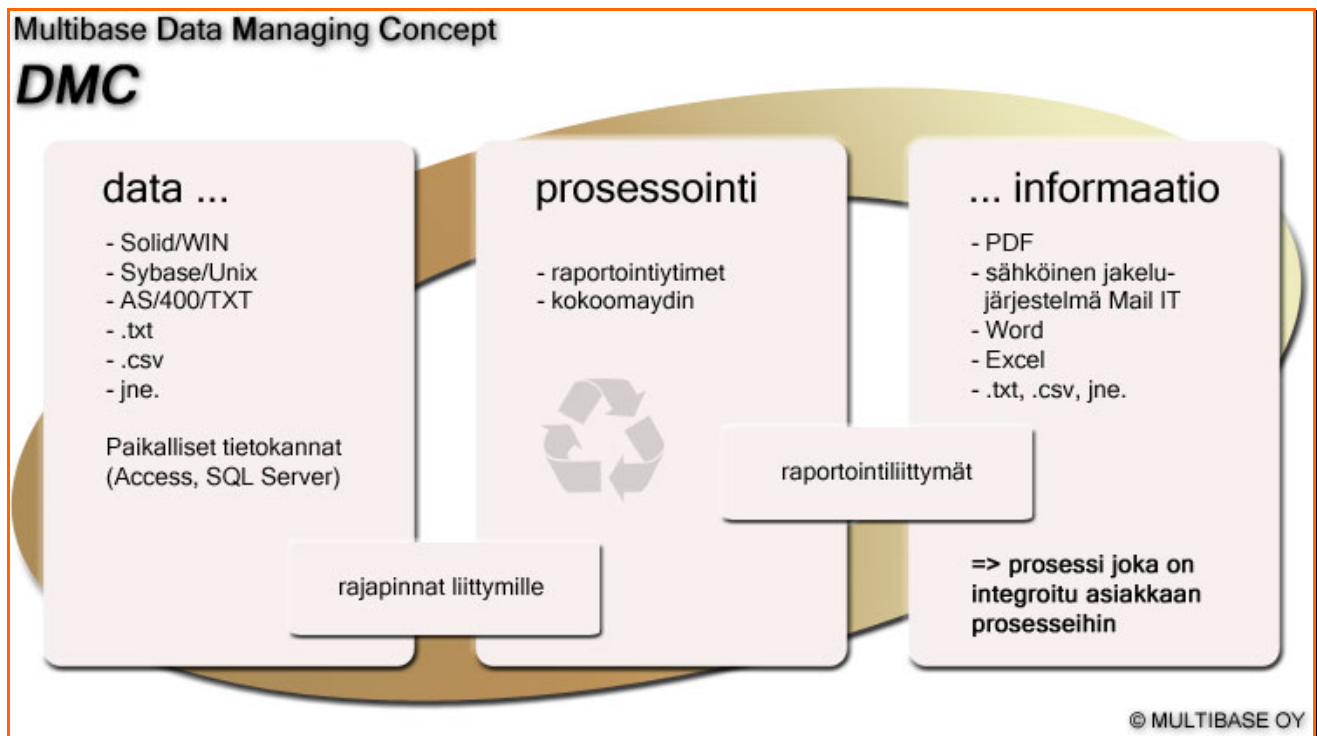 Multibase Data Managing Concept
DMC
data ...
- Solid/WIN
- Sybase/Unix
- AS/400/TXT
- .txt
- .csv
- jne.
Paikalliset tietokannat
(Access, SQL Server)
rajapinnat liittymille
prosessointi
- raportointiytimet
- kokoomaydin
raportointiliittymät
... informaatio
- PDF
- sähköinen jakelu-
järjestelmä Mail IT
- Word
- Excel
- .txt, .csv, jne.
=> prosessi joka on
integroitu asiakkaan
prosesseihin
© MULTIBASE OY